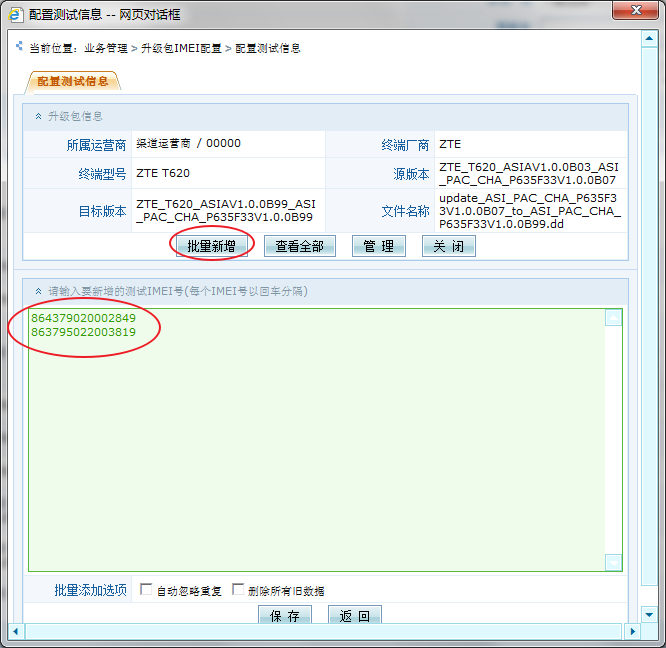 配置测试信息 -- 网页对话框
当前位置：业务管理 > 升级包IMEI配置 > 配置测试信息
配置测试信息
升级包信息
所属运营商 渠道运营商 / 00000 终端厂商 ZTE
终端型号 ZTE T620 源版本 ZTE_T620_ASIAV1.0.0B03_ASI
_PAC_CHA_P635F33V1.0.0B07
目标版本 ZTE_T620_ASIAV1.0.0B99_ASI
_PAC_CHA_P635F33V1.0.0B99
文件名称 update_ASI_PAC_CHA_P635F3
3V1.0.0B07_to_ASI_PAC_CHA_
P635F33V1.0.0B99.dd
批量新增 查看全部 管 理 关 闭
请输入要新增的测试IMEI号(每个IMEI号以回车分隔)
864379020002849
863795022003819
批量添加选项 自动忽略重复 删除所有旧数据
保 存 返 回